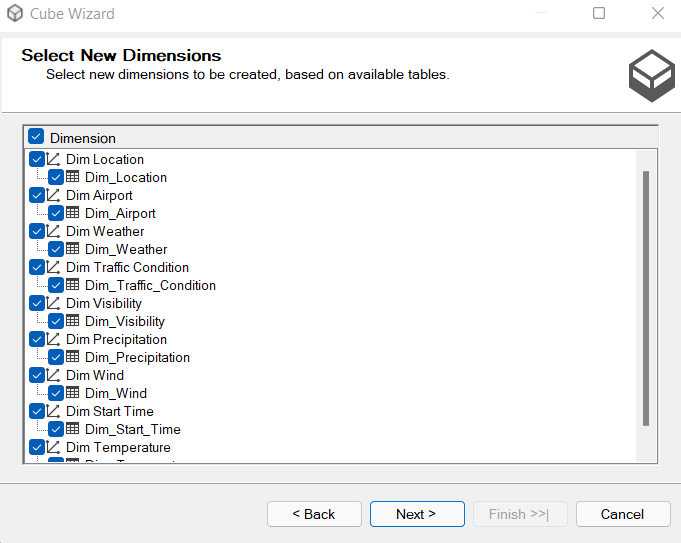 Cube Wizard
Select New Dimensions
Select new dimensions to be created, based on available tables.
Dimension
Dim Location
Dim_Location
Dim Airport
Dim_Airport
Dim Weather
Dim_Weather
Dim Traffic Condition
Dim_Traffic_Condition
Dim Visibility
Dim_Visibility
Dim Precipitation
Dim_Precipitation
Dim Wind
Dim_Wind
Dim Start Time
Dim_Start_Time
Dim Temperature
< Back
Next >
Finish >>|
Cancel